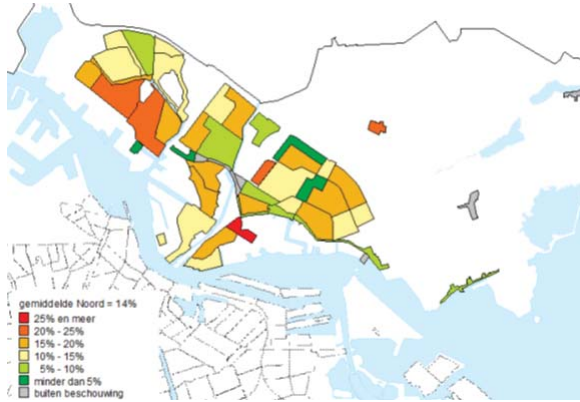 gemiddelde Noord = 14%
25% en meer
20% - 25%
15% - 20%
10% - 15%
5% - 10%
minder dan 5%
buiten beschouwing